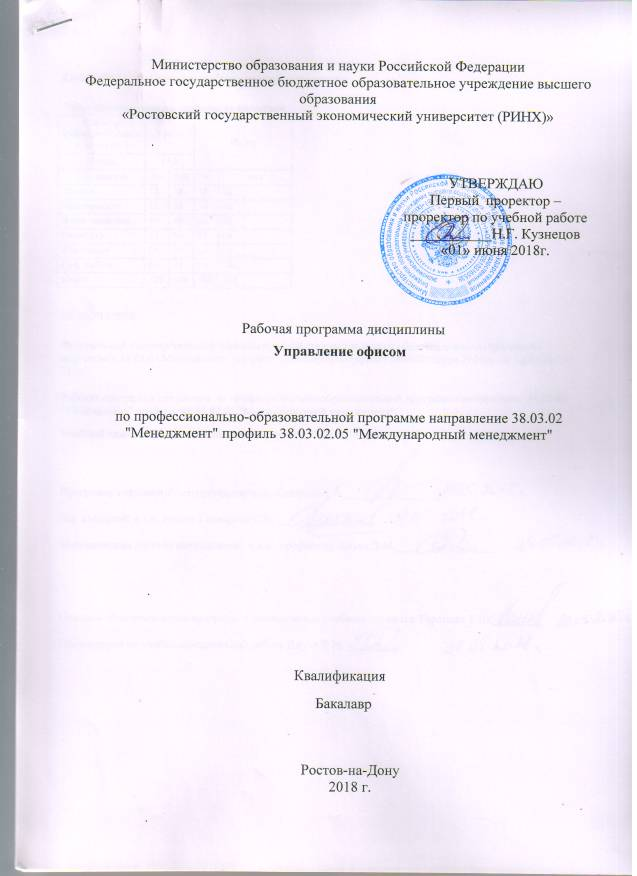 Министерство образования и науки Российской Федерации
Федеральное государственное бюджетное образовательное учреждение высшего
образования
«Ростовский государственный экономический университет (РИНХ)»
УТВЕРЖДАЮ
Первый проректор –
проректор по учебной работе
Н.Г. Кузнецов
«01» июня 2018г.
Рабочая программа дисциплины
Управление офисом
по профессионально-образовательной программе направление 38.03.02
"Менеджмент" профиль 38.03.02.05 "Международный менеджмент"
Квалификация
Бакалавр
Ростов-на-Дону
2018 г.